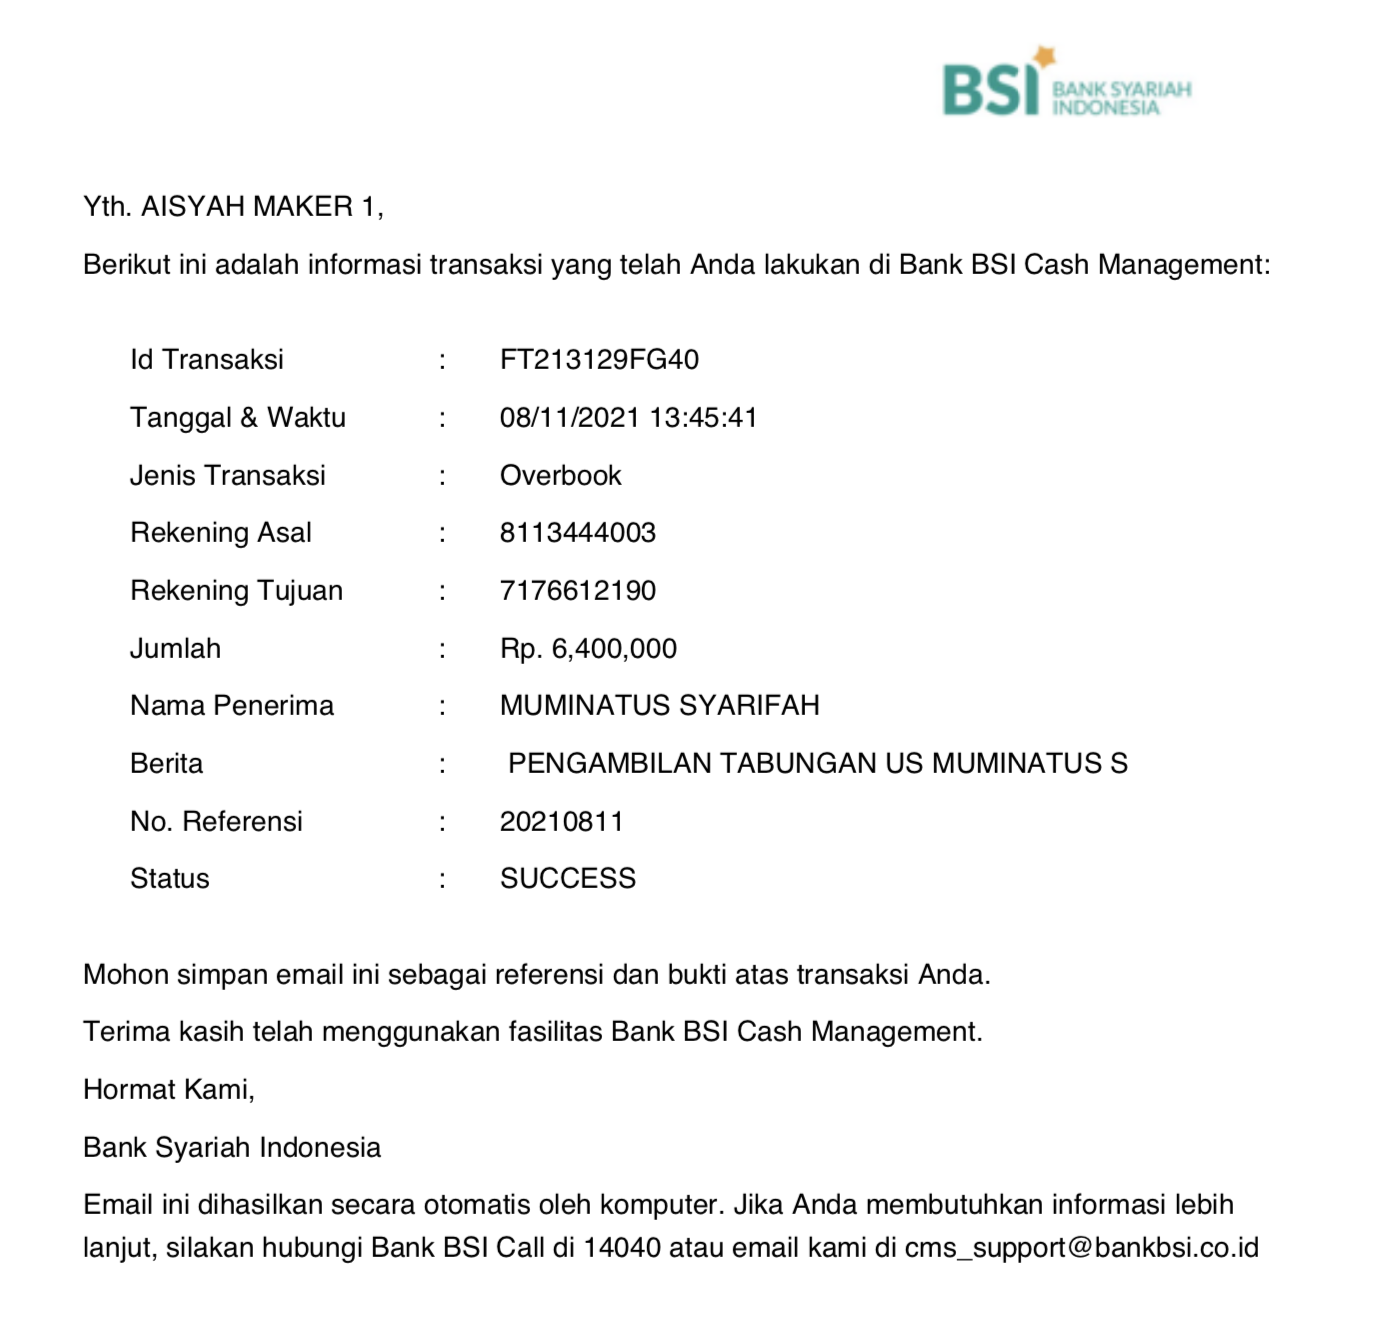 BSI BANK SYARIAH
INDONESIA
Yth. AISYAH MAKER 1,
Berikut ini adalah informasi transaksi yang telah Anda lakukan di Bank BSI Cash Management:
Id Transaksi : FT213129FG40
Tanggal & Waktu : 08/11/2021 13:45:41
Jenis Transaksi : Overbook
Rekening Asal : 8113444003
Rekening Tujuan : 7176612190
Jumlah : Rp. 6,400,000
Nama Penerima : MUMINATUS SYARIFAH
Berita : PENGAMBILAN TABUNGAN US MUMINATUS S
No. Referensi : 20210811
Status : SUCCESS
Mohon simpan email ini sebagai referensi dan bukti atas transaksi Anda.
Terima kasih telah menggunakan fasilitas Bank BSI Cash Management.
Hormat Kami,
Bank Syariah Indonesia
Email ini dihasilkan secara otomatis oleh komputer. Jika Anda membutuhkan informasi lebih
lanjut, silakan hubungi Bank BSI Call di 14040 atau email kami di cms_support@bankbsi.co.id